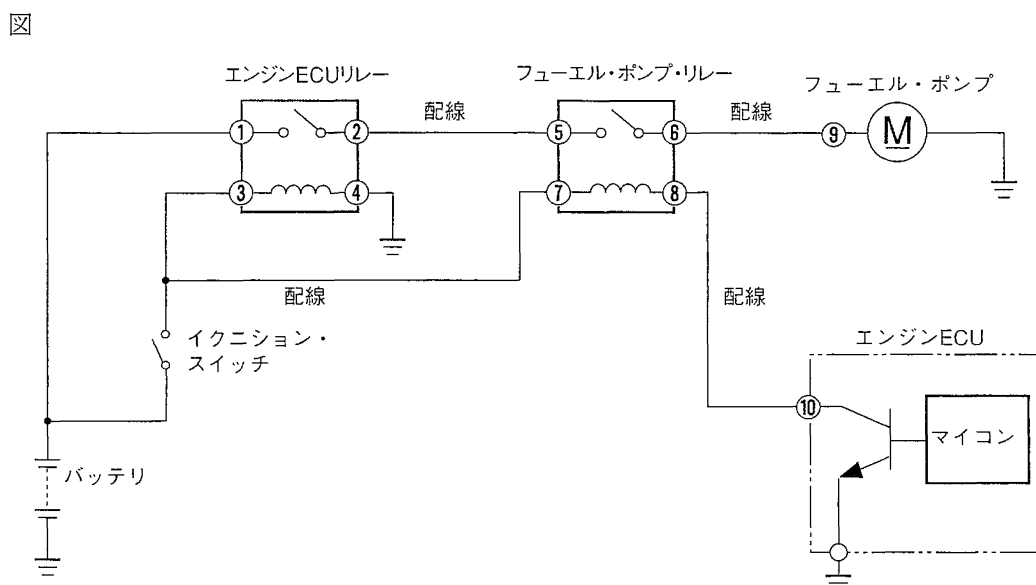 図
エンジンECUリレー
フューエル・ポンプ・リレー
フューエル・ポンプ
配線
配線
① ② ⑤ ⑥ ⑨ M
③ ④ ⑦ ⑧
配線
配線
イクニション・
スイッチ
エンジンECU
⑩
マイコン
バッテリ